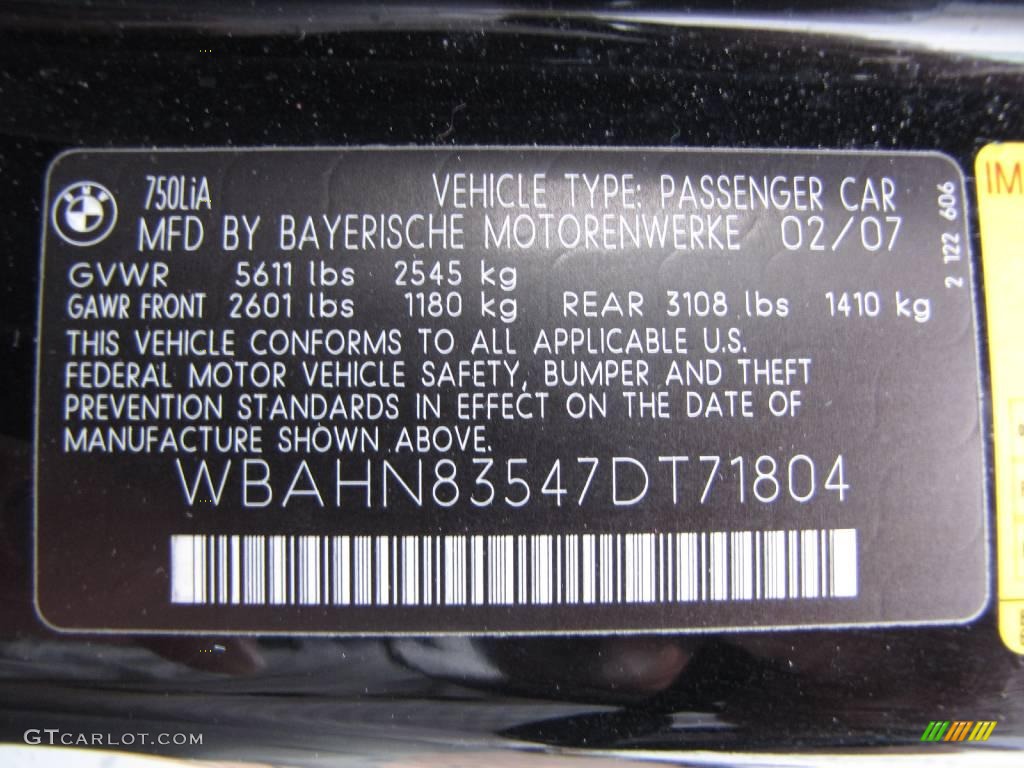 750LiA VEHICLE TYPE: PASSENGER CAR
MFD BY BAYERISCHE MOTORENWERKE 02/07
GVWR 5611 lbs 2545 kg
GAWR FRONT 2601 lbs 1180 kg REAR 3108 lbs 1410 kg
THIS VEHICLE CONFORMS TO ALL APPLICABLE U.S.
FEDERAL MOTOR VEHICLE SAFETY, BUMPER AND THEFT
PREVENTION STANDARDS IN EFFECT ON THE DATE OF
MANUFACTURE SHOWN ABOVE.
WBAHN83547DT71804
2 122 606
IM
GTCARLOT.COM